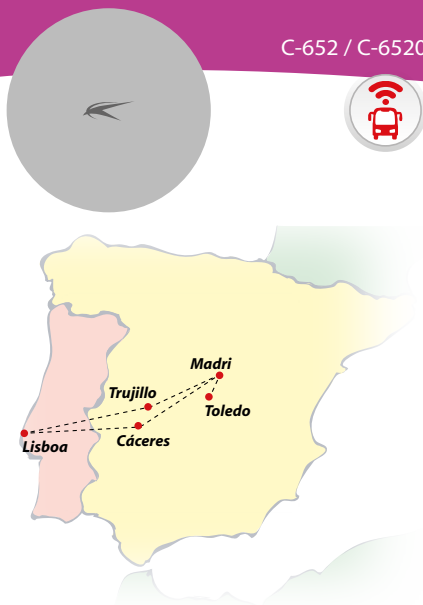 C-652 / C-6520
Madri
Trujillo
Toledo
Cáceres
Lisboa